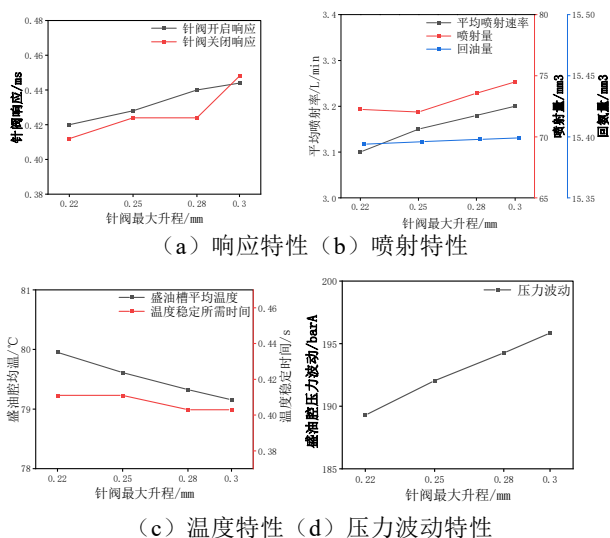 0.48
0.46
0.44
0.42
0.40
0.38
针阀响应/ms
针阀开启响应
针阀关闭响应
0.22
0.25
0.28
0.3
针阀最大升程/mm
3.4
3.3
3.2
3.1
3.0
平均喷射率/L/min
平均喷射速率
喷射量
回油量
80
75
70
65
喷射量/mm3
15.50
15.45
15.40
15.35
回氨量/mm3
0.22
0.25
0.28
0.3
针阀最大升程/mm
（a）响应特性（b）喷射特性
81
80
79
78
盛油腔均温/℃
盛油槽平均温度
温度稳定所需时间
0.46
0.44
0.42
0.40
0.38
温度稳定时间/s
0.22
0.25
0.28
0.3
针阀最大升程/mm
200
195
190
185
盛油腔压力波动/barA
压力波动
0.22
0.25
0.28
0.3
针阀最大升程/mm
（c）温度特性（d）压力波动特性